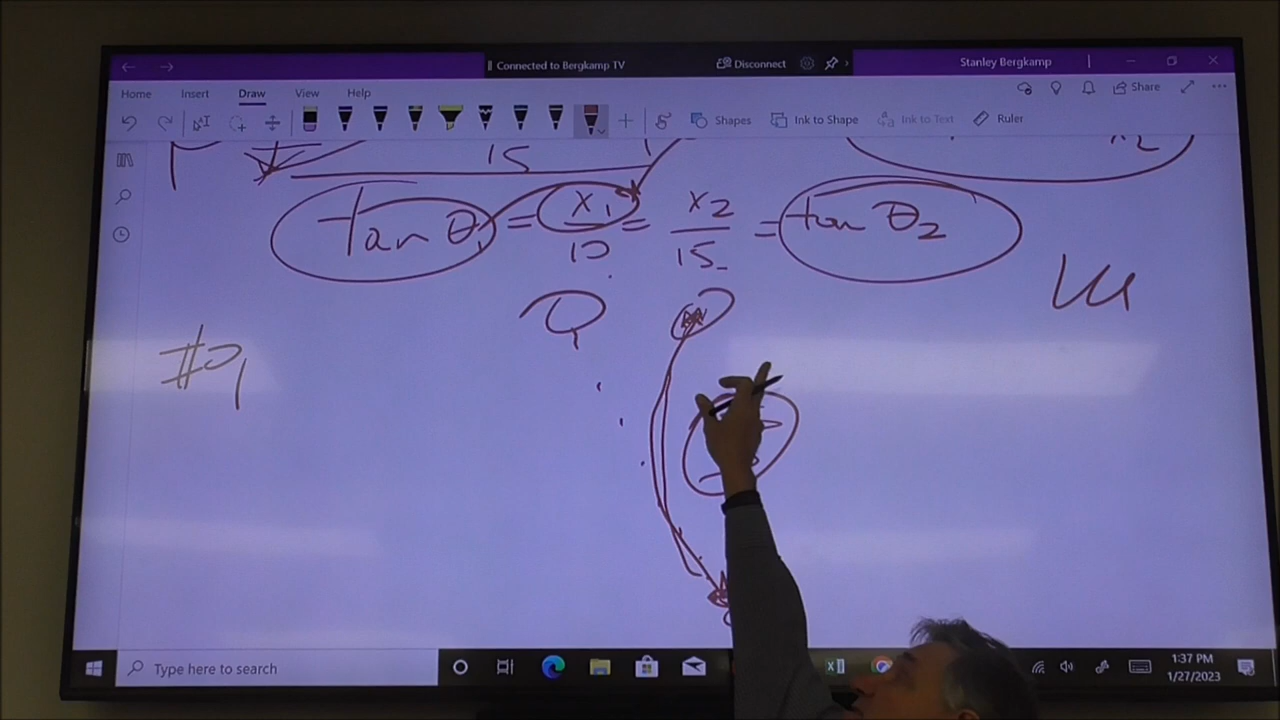 Connected to Bergkamp TV Disconnect Stanley Bergkamp
Home Insert Draw View Help Share
Shapes Ink to Shape Ink to Text Ruler
15
tan θ₁ = x₁/10 = x₂/15 = tan θ₂
#9
Type here to search
1:37 PM
1/27/2023